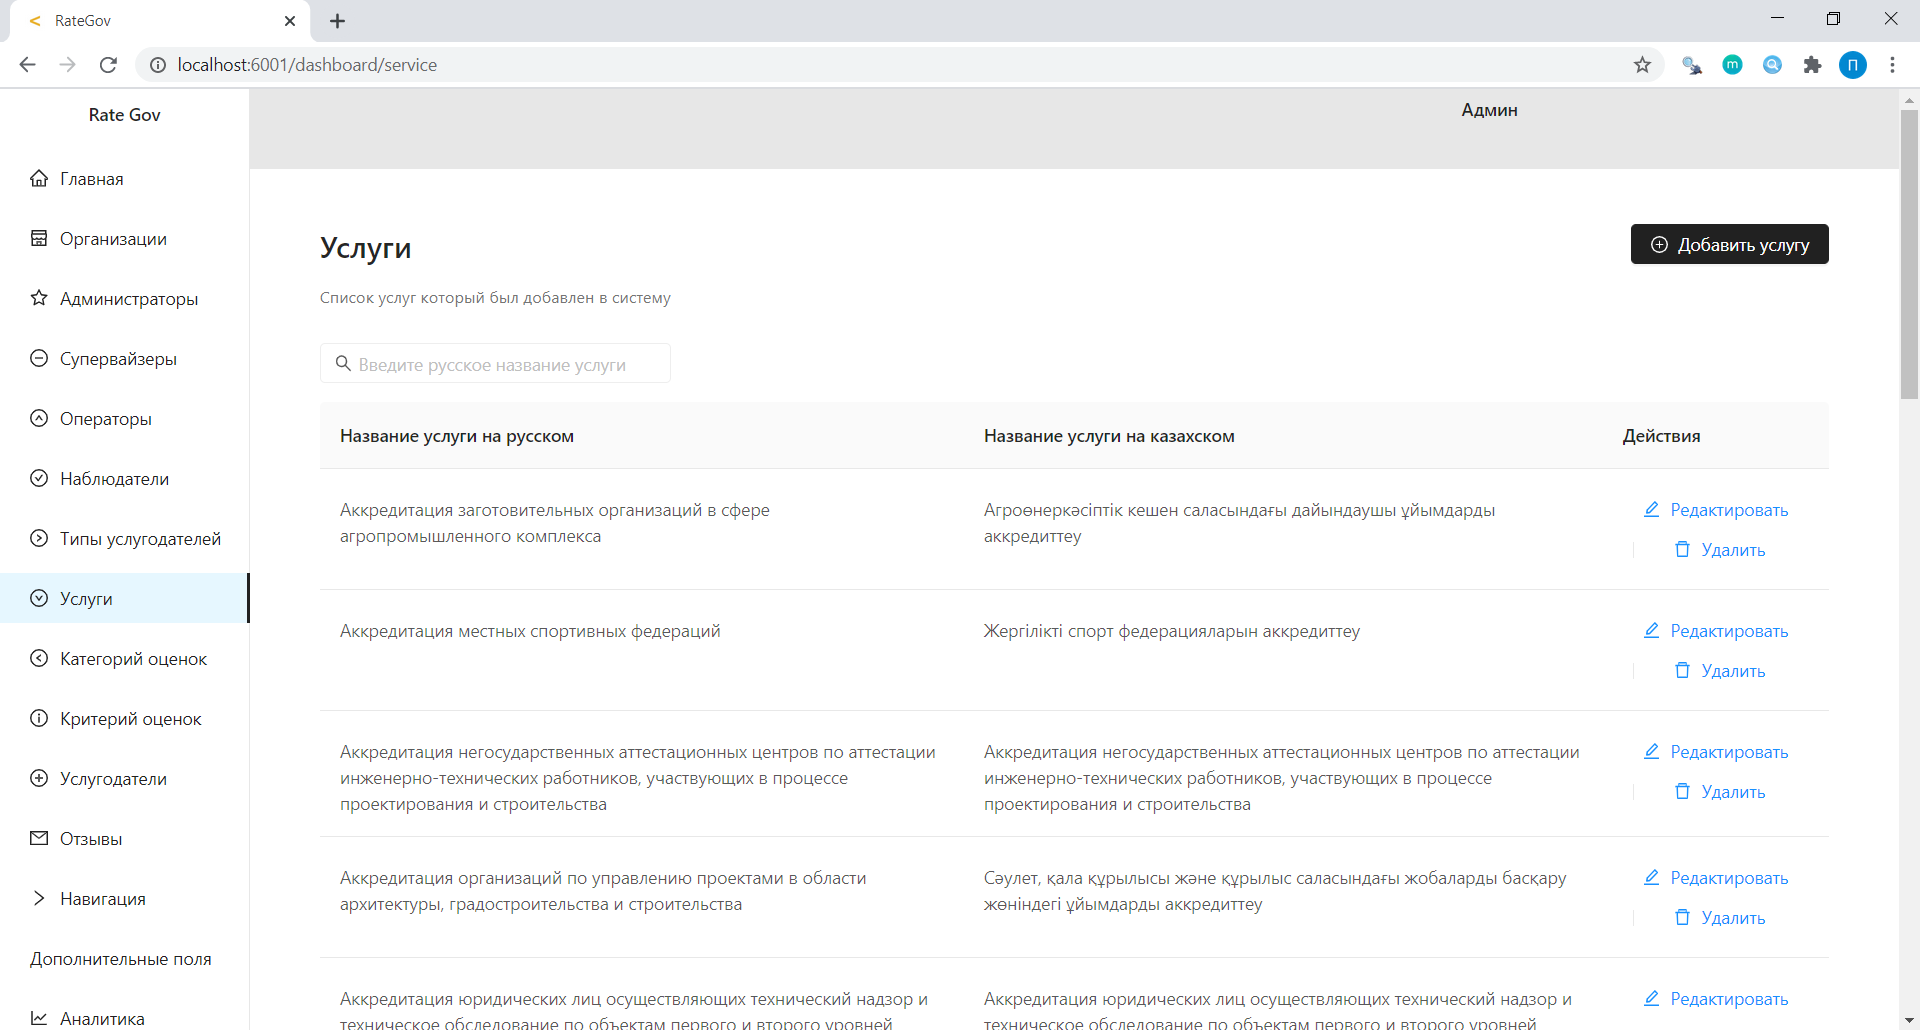 RateGov
localhost:6001/dashboard/service
m
П
Rate Gov
Админ
Главная
Организации
Администраторы
Супервайзеры
Операторы
Наблюдатели
Типы услугодателей
Услуги
Категорий оценок
Критерий оценок
Услугодатели
Отзывы
Навигация
Дополнительные поля
Аналитика
Услуги
Добавить услугу
Список услуг который был добавлен в систему
Введите русское название услуги
Название услуги на русском Название услуги на казахском Действия
Аккредитация заготовительных организаций в сфере
агропромышленного комплекса
Агроөнеркәсіптік кешен саласындағы дайындаушы ұйымдарды
аккредиттеу
Редактировать
Удалить
Аккредитация местных спортивных федераций
Жергілікті спорт федерацияларын аккредиттеу
Редактировать
Удалить
Аккредитация негосударственных аттестационных центров по аттестации
инженерно-технических работников, участвующих в процессе
проектирования и строительства
Аккредитация негосударственных аттестационных центров по аттестации
инженерно-технических работников, участвующих в процессе
проектирования и строительства
Редактировать
Удалить
Аккредитация организаций по управлению проектами в области
архитектуры, градостроительства и строительства
Сәулет, қала құрылысы және құрылыс саласындағы жобаларды басқару
жөніндегі ұйымдарды аккредиттеу
Редактировать
Удалить
Аккредитация юридических лиц осуществляющих технический надзор и
техническое обследование по объектам первого и второго уровней
Аккредитация юридических лиц осуществляющих технический надзор и
техническое обследование по объектам первого и второго уровней
Редактировать